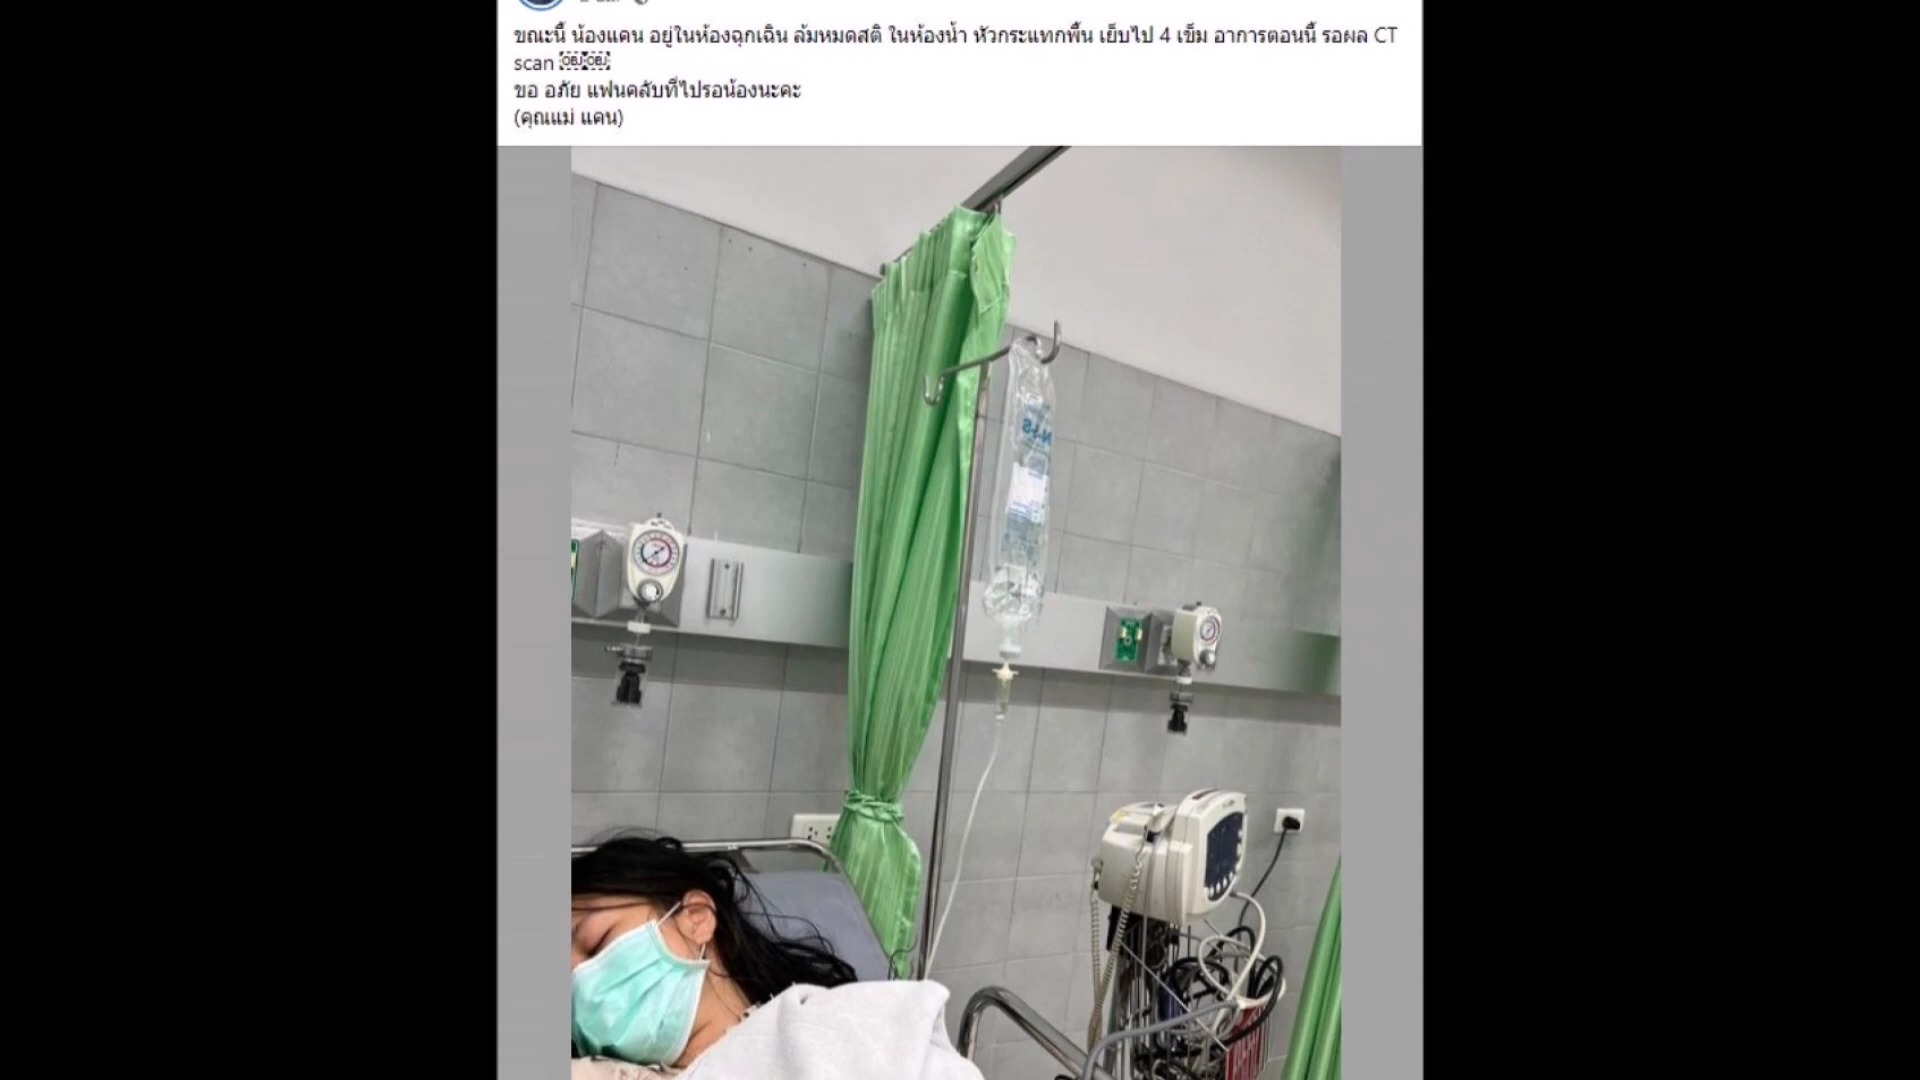 ขณะนี้ น้องแคน อยู่ในห้องฉุกเฉิน ล้มหมดสติ ในห้องน้ำ หัวกระแทกพื้น เย็บไป 4 เข็ม อาการตอนนี้ รอผล CT
scan
ขอ อภัย แฟนคลับที่ไปรอน้องนะคะ
(คุณแม่ แคน)